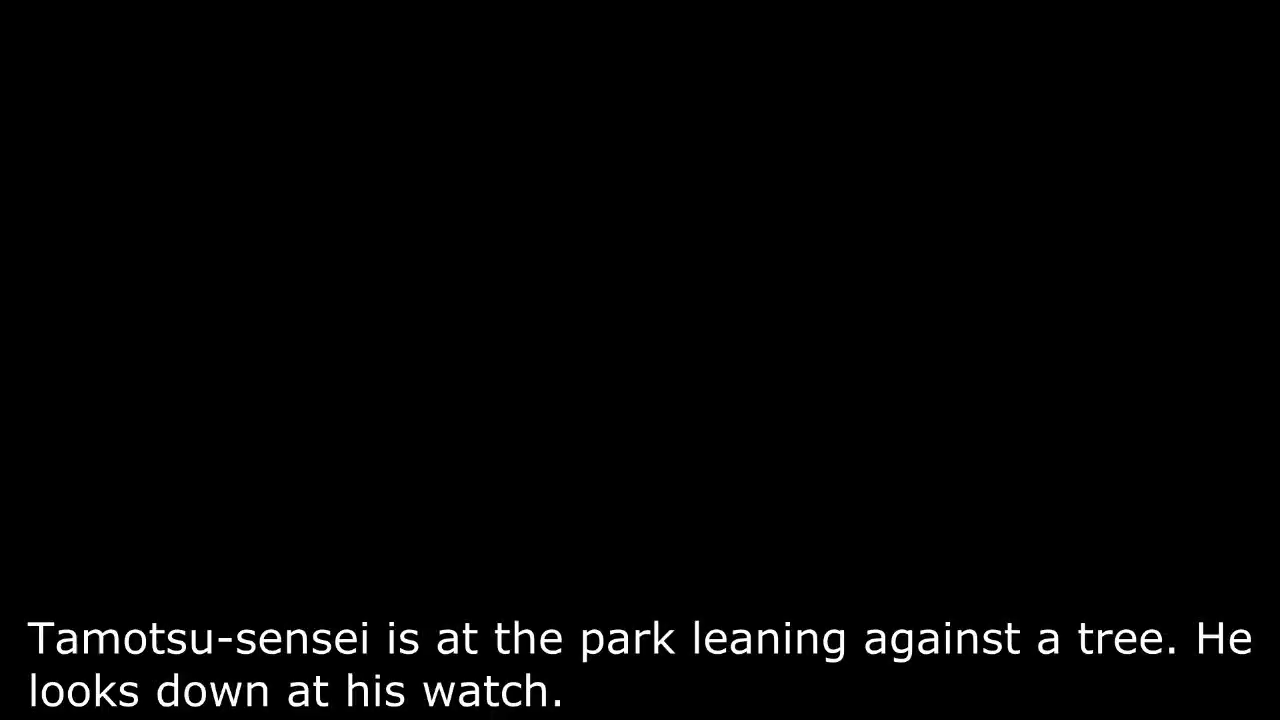 Tamotsu-sensei is at the park leaning against a tree. He
looks down at his watch.